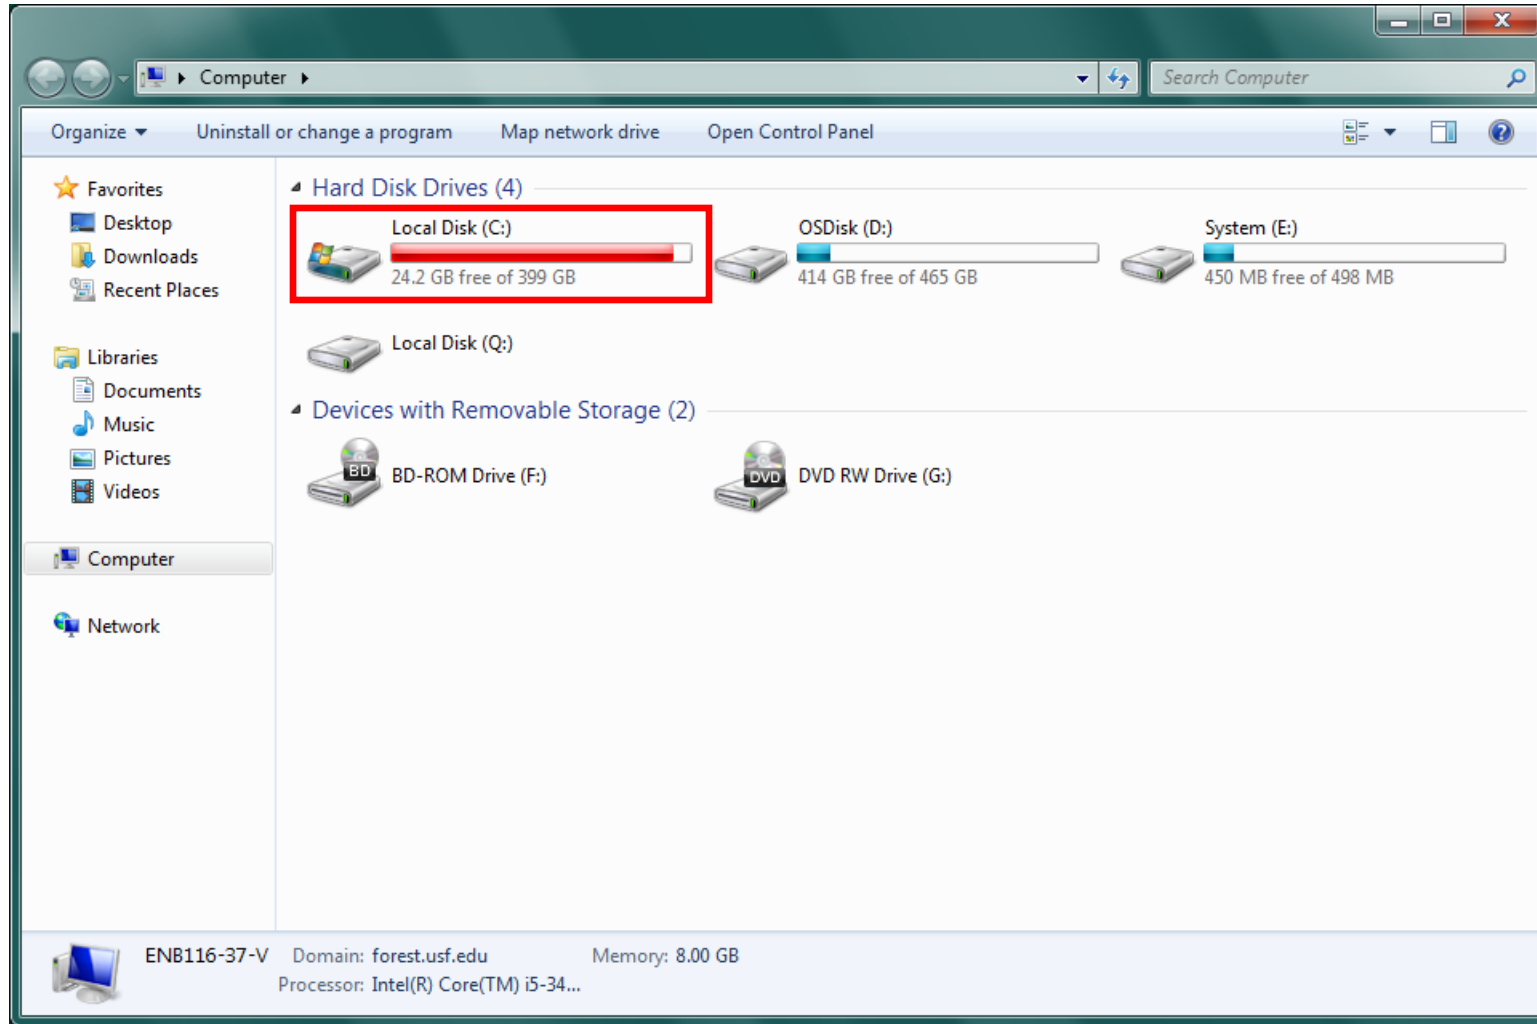 Computer
Search Computer
Organize
Uninstall or change a program
Map network drive
Open Control Panel
Favorites
Desktop
Downloads
Recent Places
Libraries
Documents
Music
Pictures
Videos
Computer
Network
Hard Disk Drives (4)
Local Disk (C:)
24.2 GB free of 399 GB
OSDisk (D:)
414 GB free of 465 GB
System (E:)
450 MB free of 498 MB
Local Disk (Q:)
Devices with Removable Storage (2)
BD
BD-ROM Drive (F:)
DVD
DVD RW Drive (G:)
ENB116-37-V
Domain: forest.usf.edu
Memory: 8.00 GB
Processor: Intel(R) Core(TM) i5-34...